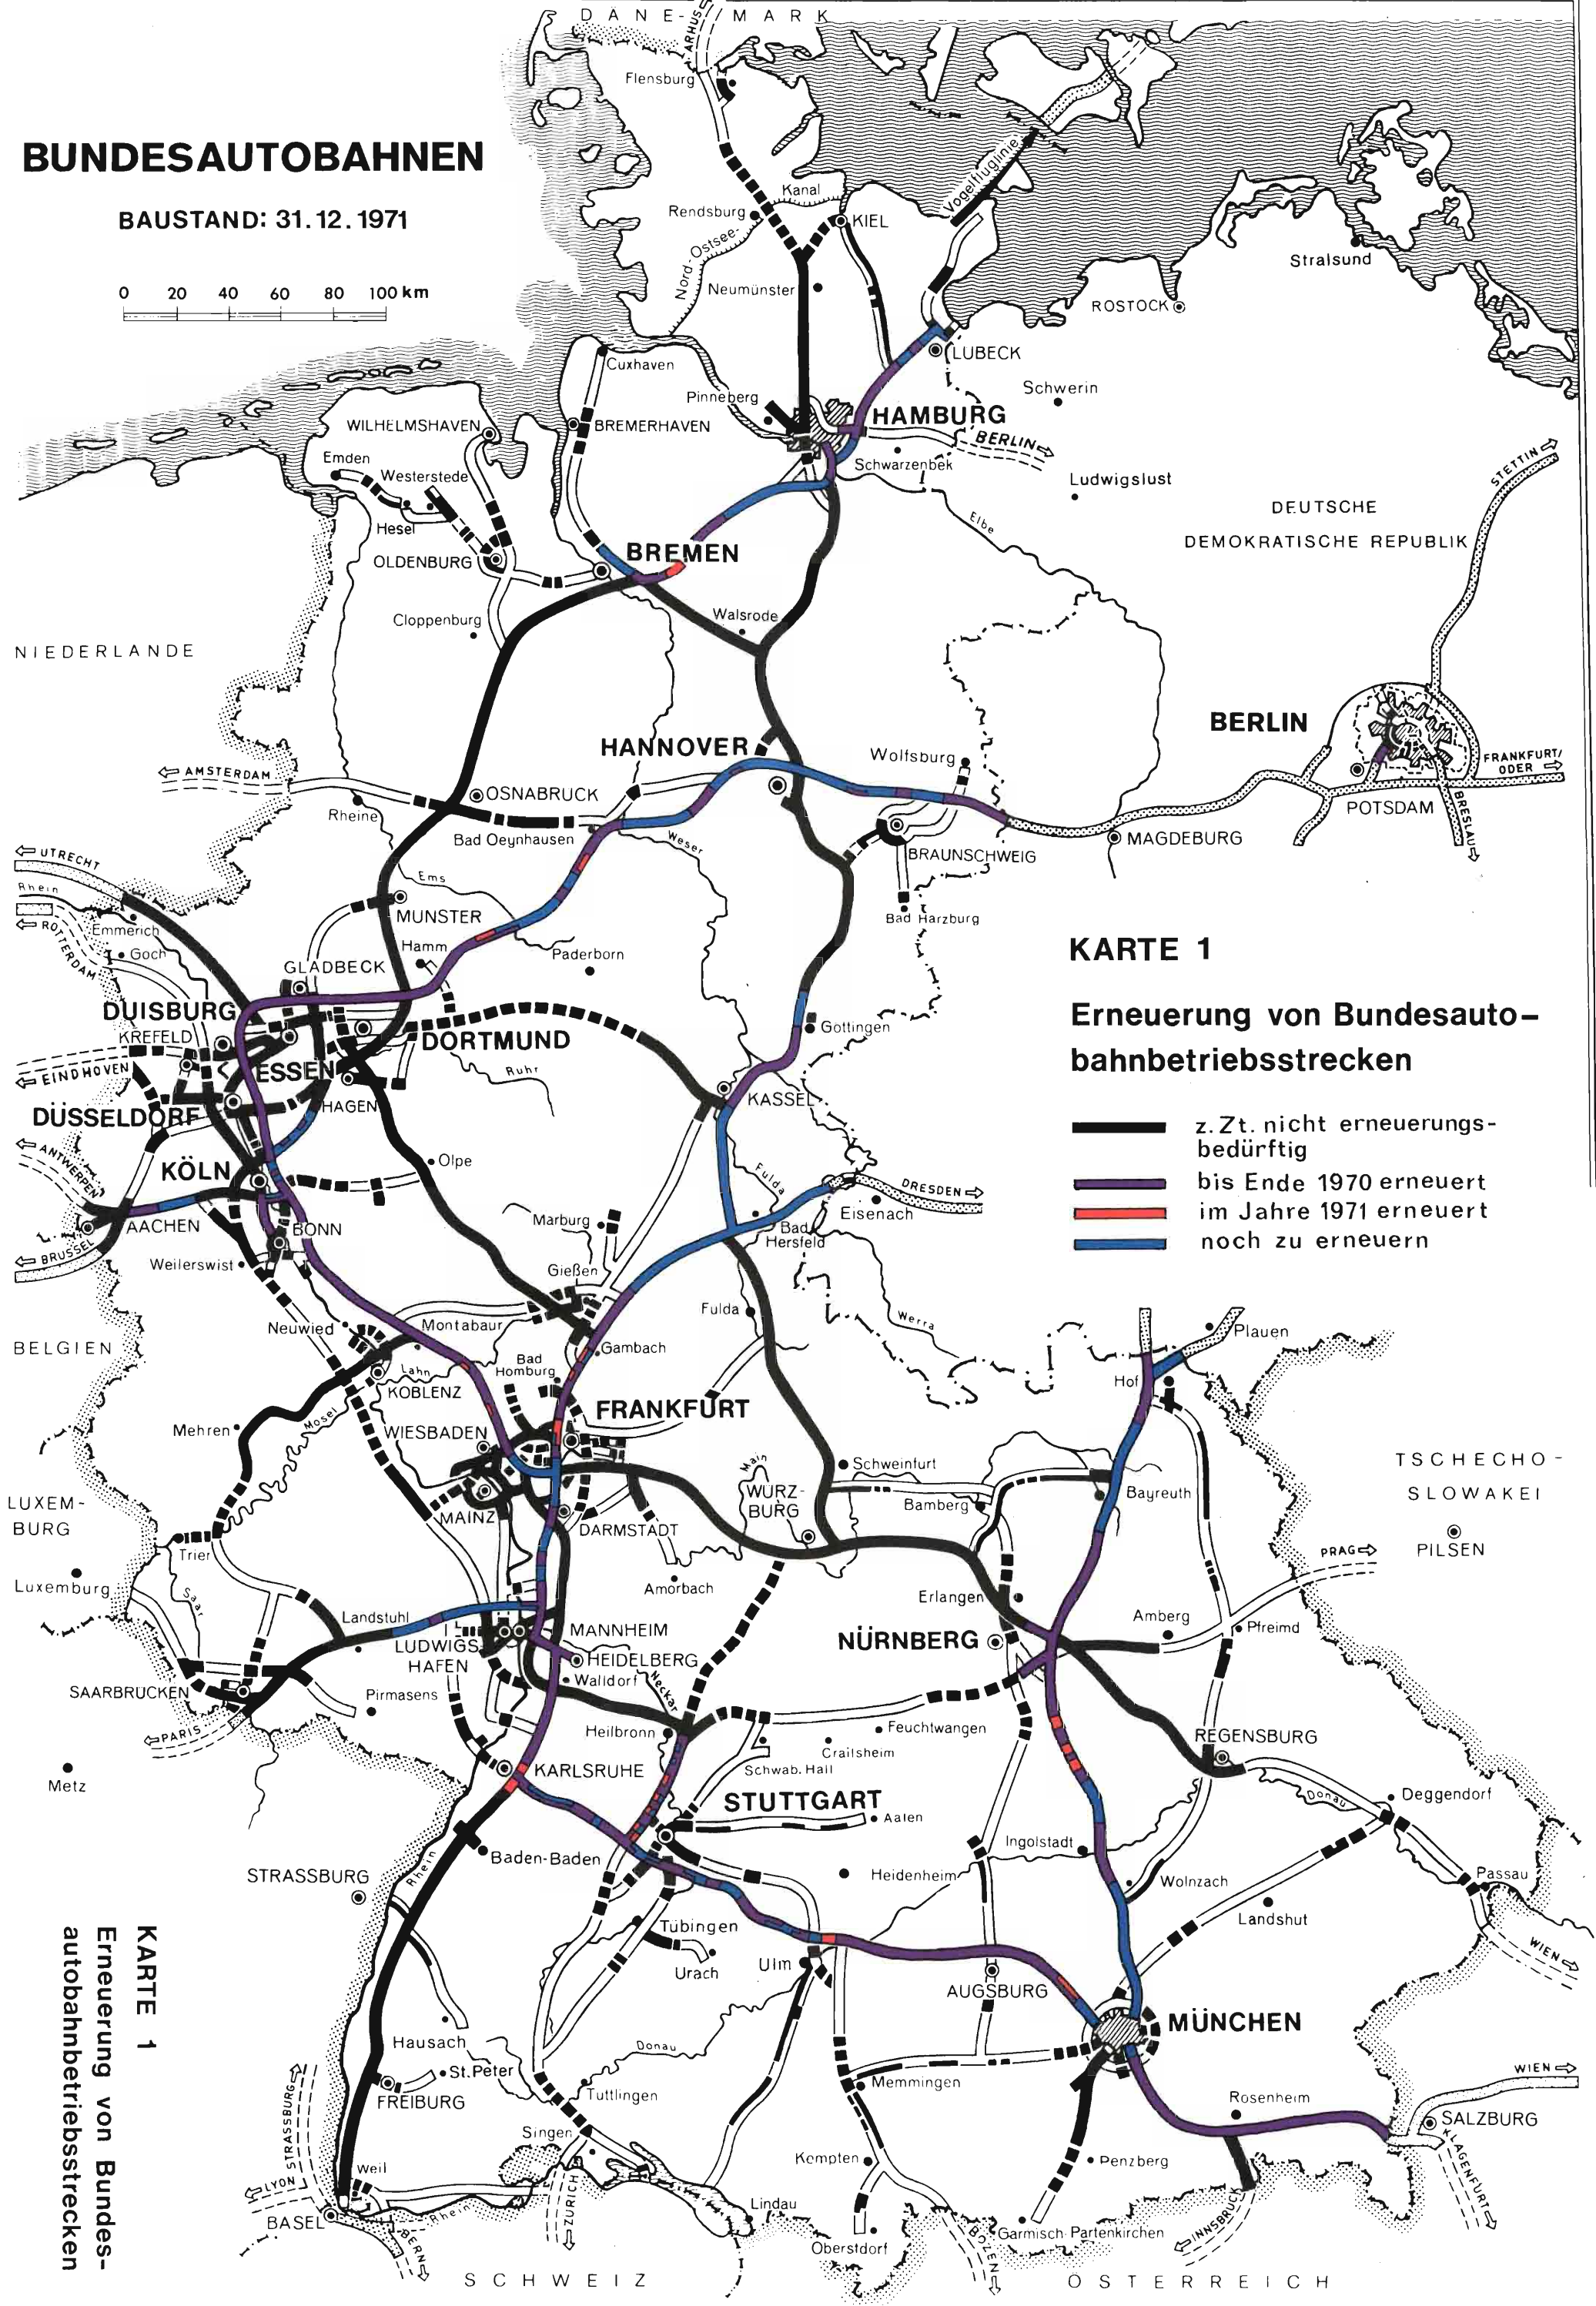 DÄNE-MARK
ARHUS
Flensburg
BUNDESAUTOBAHNEN
BAUSTAND: 31.12.1971
0 20 40 60 80 100 km
Vogelfluglinie
Kanal
Rendsburg
KIEL
Nord-Ostsee-
Neumünster
Stralsund
ROSTOCK
LUBECK
Cuxhaven
Schwerin
Pinneberg
HAMBURG
WILHELMSHAVEN
BREMERHAVEN
BERLIN
Emden
Westerstede
Schwarzenbek
Ludwigslust
STETTIN
Hesel
Elbe
DEUTSCHE
DEMOKRATISCHE REPUBLIK
BREMEN
OLDENBURG
Cloppenburg
Walsrode
NIEDERLANDE
BERLIN
HANNOVER
Wolfsburg
FRANKFURT/
ODER
AMSTERDAM
OSNABRUCK
Rheine
POTSDAM
BRESLAU
Bad Oeynhausen
Weser
MAGDEBURG
BRAUNSCHWEIG
UTRECHT
Rhein
Ems
MUNSTER
Bad Harzburg
ROTTERDAM
Emmerich
Goch
Hamm
Paderborn
KARTE 1
GLADBECK
DUISBURG
Erneuerung von Bundesauto-
bahnbetriebsstrecken
KREFELD
DORTMUND
Gottingen
EINDHOVEN
ESSEN
Ruhr
KASSEL
HAGEN
DÜSSELDORF
z.Zt. nicht erneuerungs-
bedürftig
bis Ende 1970 erneuert
im Jahre 1971 erneuert
noch zu erneuern
ANTWERPEN
KÖLN
Olpe
Fulda
DRESDEN
Eisenach
AACHEN
BONN
Marburg
Bad
Hersfeld
BRUSSEL
Weilerswist
Gießen
Fulda
Werra
Neuwied
Montabaur
Plauen
BELGIEN
Gambach
Lahn
Bad
Homburg
Hof
KOBLENZ
FRANKFURT
Mosel
Mehren
WIESBADEN
Main
Schweinfurt
TSCHECHO-
SLOWAKEI
LUXEM-
BURG
WÜRZ-
BURG
Bamberg
Bayreuth
MAINZ
DARMSTADT
Trier
PRAG
PILSEN
Luxemburg
Saar
Amorbach
Erlangen
Landstuhl
Amberg
Pfreimd
MANNHEIM
NÜRNBERG
LUDWIGS
HAFEN
HEIDELBERG
Walldorf
Neckar
SAARBRÜCKEN
Pirmasens
PARIS
Heilbronn
Feuchtwangen
REGENSBURG
Crailsheim
Schwab. Hall
Metz
KARLSRUHE
STUTTGART
Aalen
Donau
Deggendorf
Ingolstadt
Rhein
Baden-Baden
STRASSBURG
Heidenheim
Wolnzach
Passau
Landshut
Tübingen
Urach
Ulm
WIEN
AUGSBURG
MÜNCHEN
Hausach
Donau
St.Peter
FREIBURG
Memmingen
WIEN
Tuttlingen
Rosenheim
SALZBURG
STRASSBURG
Singen
KLAGENFURT
Kempten
Penzberg
Weil
LYON
ZURICH
Rhein
BASEL
BERN
Lindau
INNSBRUCK
Garmisch-Partenkirchen
Oberstdorf
BOZEN
SCHWEIZ
ÖSTERREICH
KARTE 1
Erneuerung von Bundes-
autobahnbetriebsstrecken